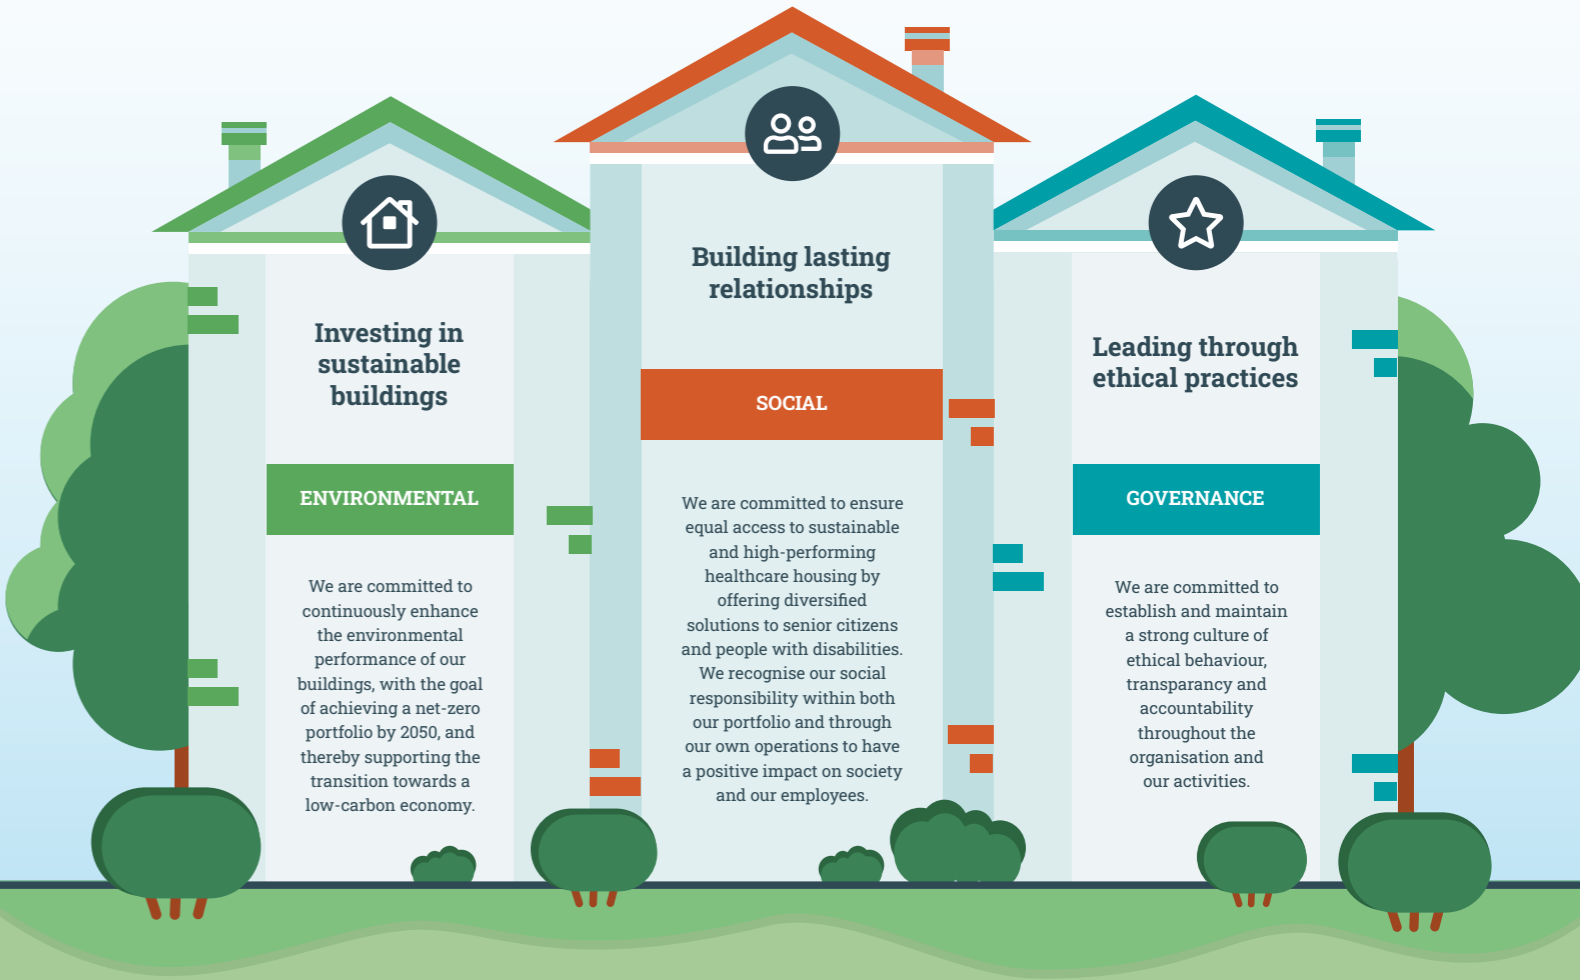 Investing in
sustainable
buildings
ENVIRONMENTAL
We are committed to
continuously enhance
the environmental
performance of our
buildings, with the goal
of achieving a net-zero
portfolio by 2050, and
thereby supporting the
transition towards a
low-carbon economy.
Building lasting
relationships
SOCIAL
We are committed to ensure
equal access to sustainable
and high-performing
healthcare housing by
offering diversified
solutions to senior citizens
and people with disabilities.
We recognise our social
responsibility within both
our portfolio and through
our own operations to have
a positive impact on society
and our employees.
Leading through
ethical practices
GOVERNANCE
We are committed to
establish and maintain
a strong culture of
ethical behaviour,
transparancy and
accountability
throughout the
organisation and
our activities.